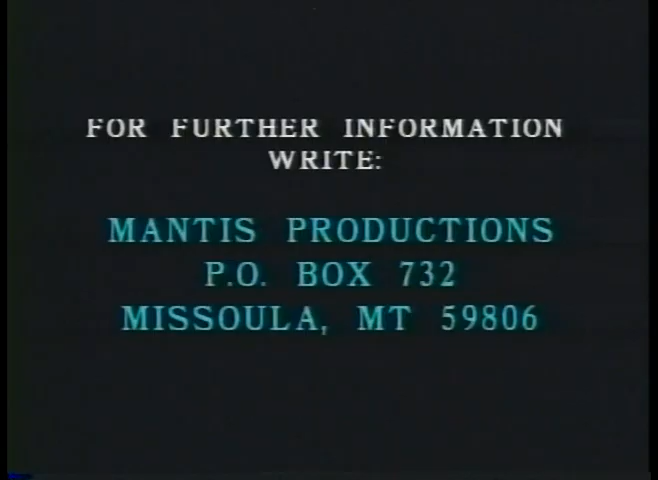 FOR FURTHER INFORMATION
WRITE:
MANTIS PRODUCTIONS
P.O. BOX 732
MISSOULA, MT 59806